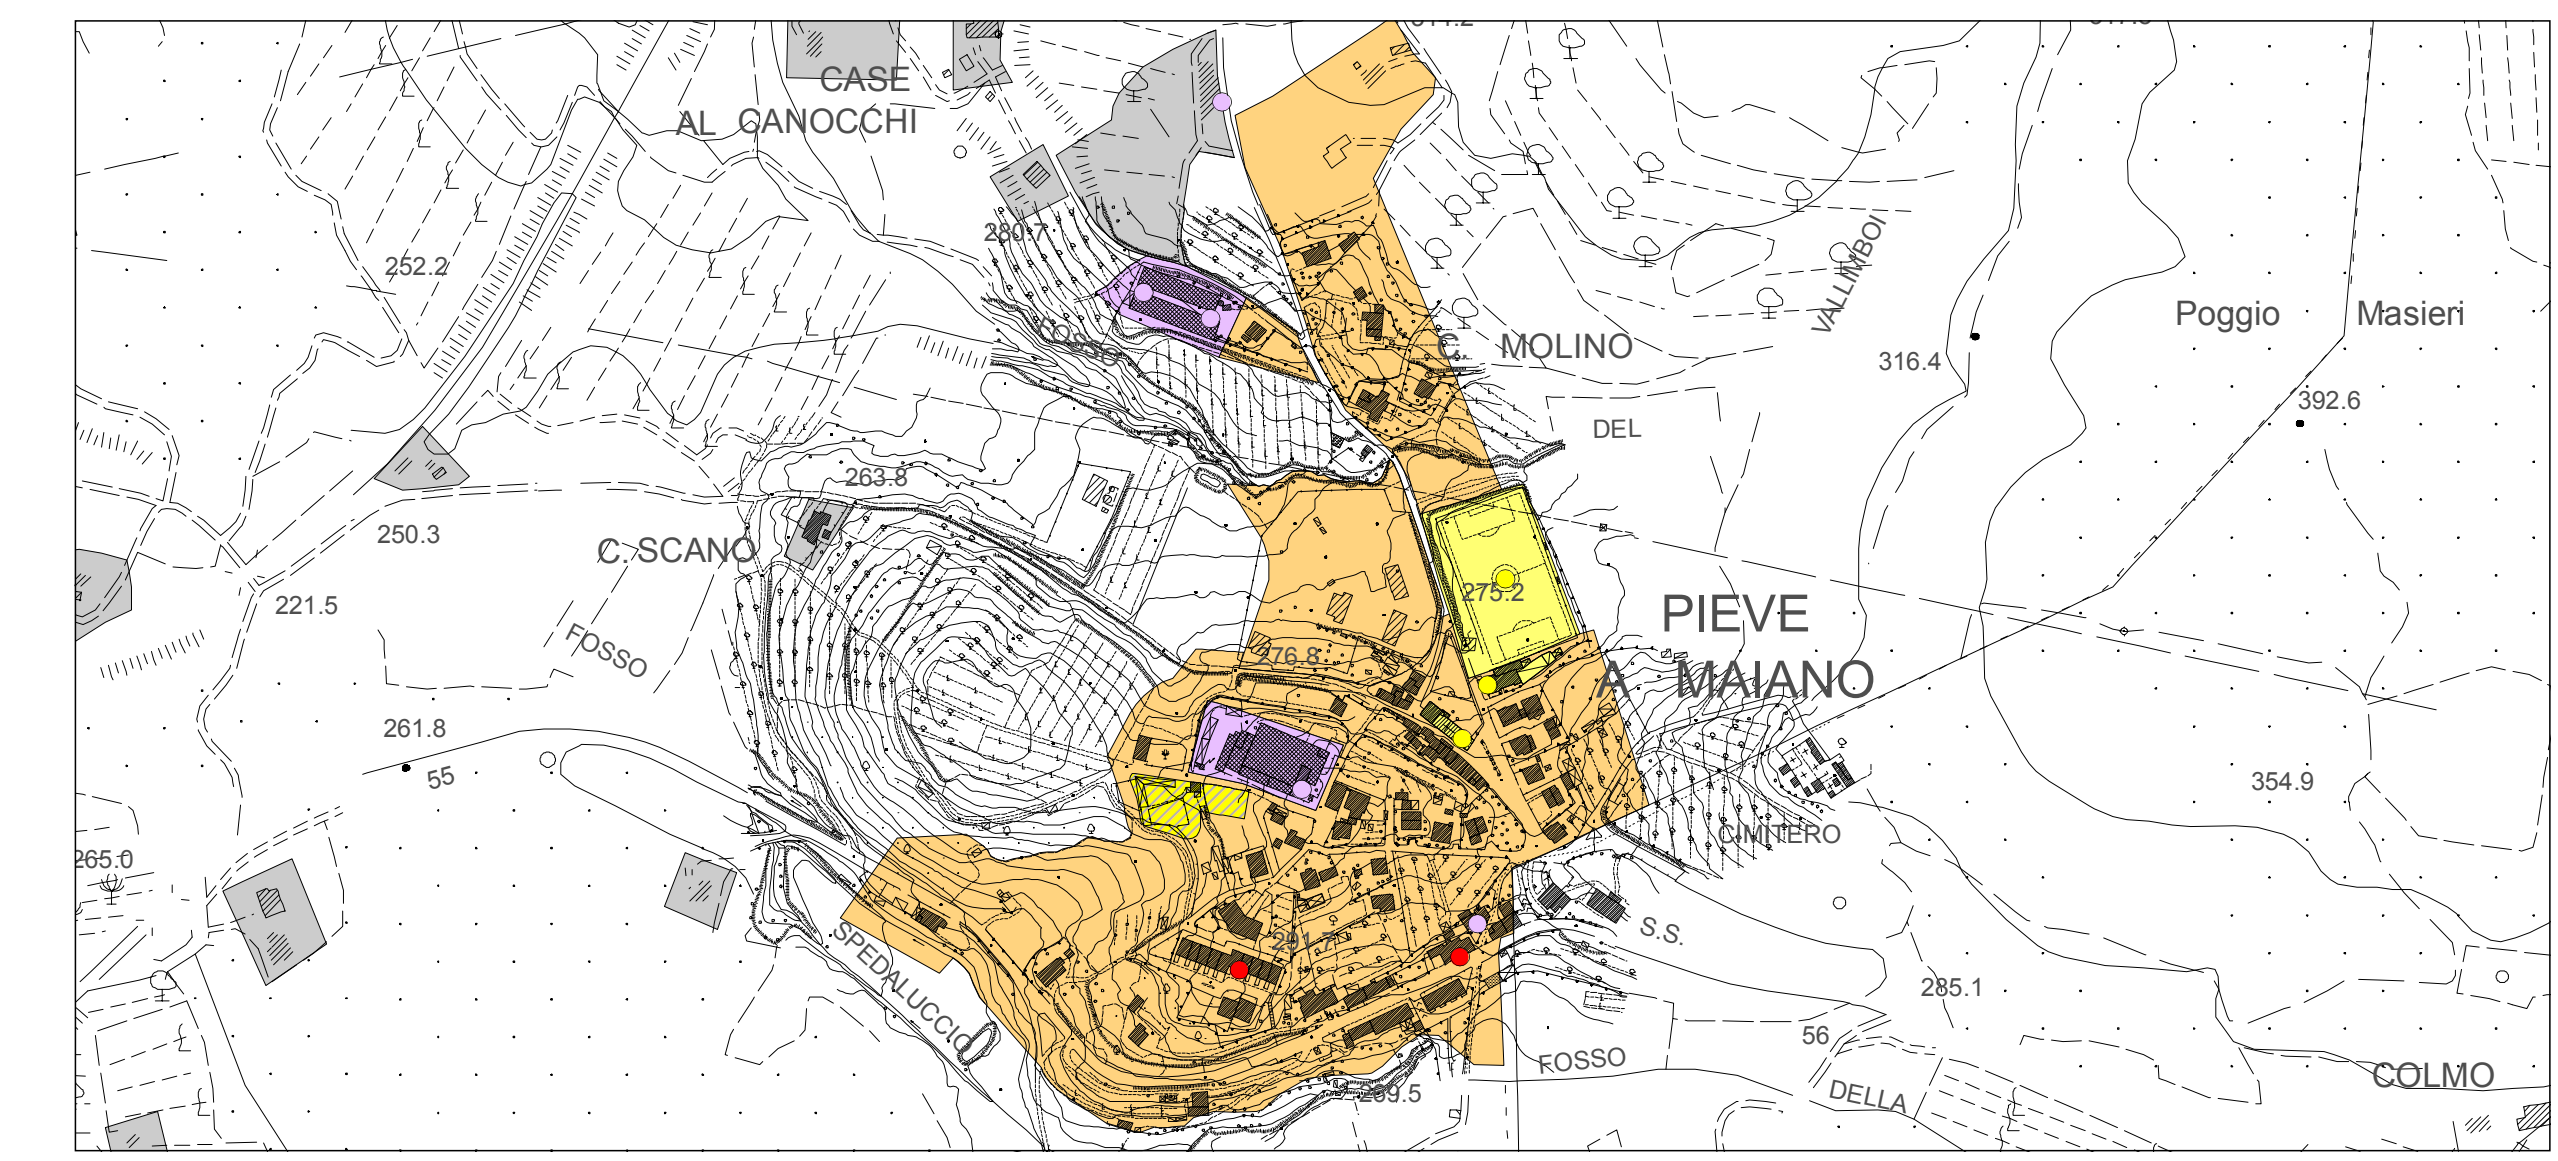 CASE
AL CANOCCHI
280.7
252.2
VALLIMBOI
Poggio Masieri
FOSSO
C. MOLINO
316.4
392.6
DEL
263.8
250.3
C. SCANO
275.2
221.5
PIEVE
FOSSO
276.8
A MAIANO
261.8
55
354.9
CIMITERO
265.0
S.S.
SPEDALUCCIO
291.7
285.1
56
FOSSO
COLMO
DELLA